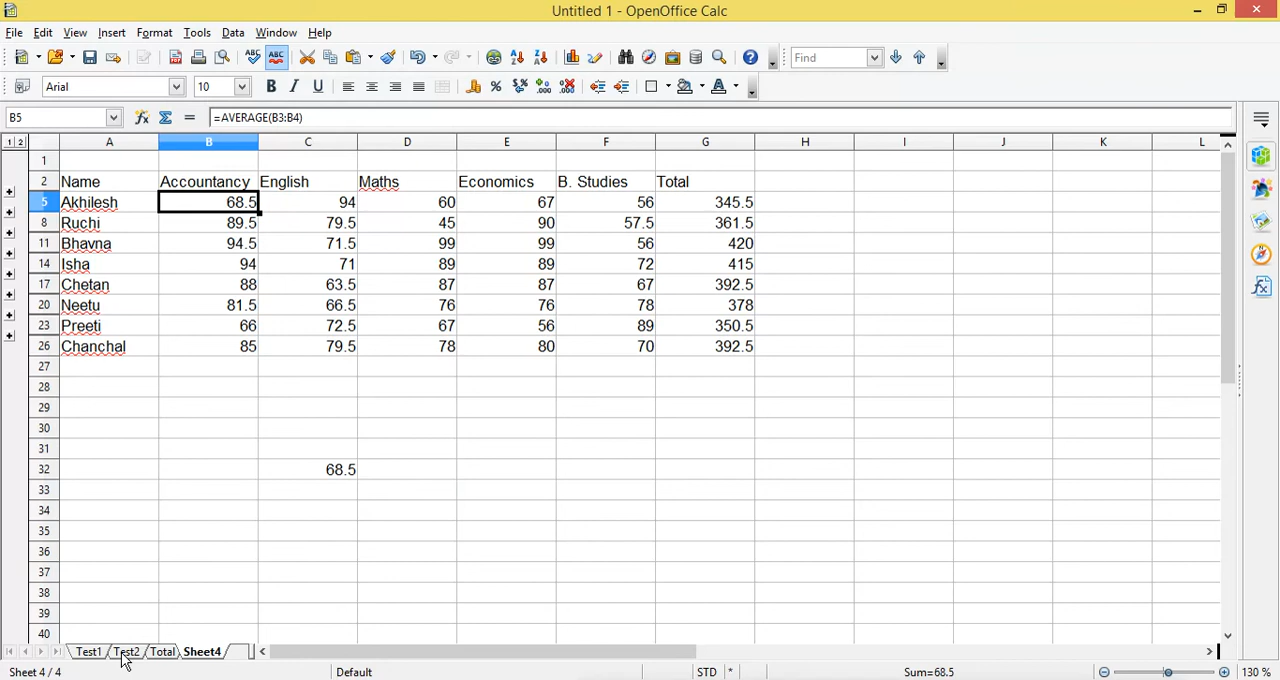 Untitled 1 - OpenOffice Calc
File Edit View Insert Format Tools Data Window Help
Find
Arial 10
B5 =AVERAGE(B3:B4)
1 2 A B C D E F G H I J K L
1
2 Name Accountancy English Maths Economics B. Studies Total
5 Akhilesh 68.5 94 60 67 56 345.5
8 Ruchi 89.5 79.5 45 90 57.5 361.5
11 Bhavna 94.5 71.5 99 99 56 420
14 Isha 94 71 89 89 72 415
17 Chetan 88 63.5 87 87 67 392.5
20 Neetu 81.5 66.5 76 76 78 378
23 Preeti 66 72.5 67 56 89 350.5
26 Chanchal 85 79.5 78 80 70 392.5
27
28
29
30
31
32 68.5
33
34
35
36
37
38
39
40
Test1 Test2 Total Sheet4
Sheet 4 / 4 Default STD * Sum=68.5 130 %